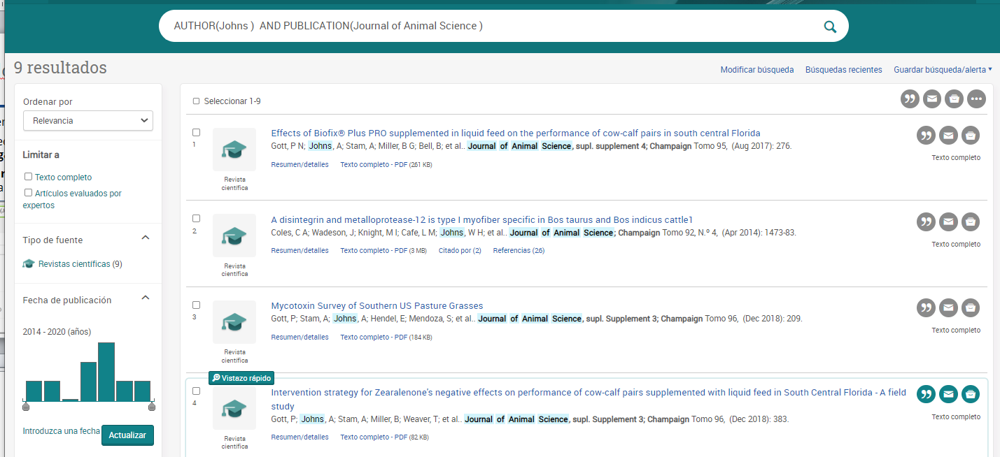 AUTHOR(Johns ) AND PUBLICATION(Journal of Animal Science )
9 resultados
Modificar búsqueda
Búsquedas recientes
Guardar búsqueda/alerta
Ordenar por
Relevancia
Limitar a
Texto completo
Artículos evaluados por
expertos
Tipo de fuente
Revistas científicas (9)
Fecha de publicación
2014 - 2020 (años)
Introduzca una fecha
Actualizar
Seleccionar 1-9
1
Effects of Biofix® Plus PRO supplemented in liquid feed on the performance of cow-calf pairs in south central Florida
Gott, P N; Johns, A; Stam, A; Miller, B G; Bell, B; et al.. Journal of Animal Science, supl. supplement 4; Champaign Tomo 95, (Aug 2017): 276.
Resumen/detalles Texto completo - PDF (261 KB)
Texto completo
Revista
científica
2
A disintegrin and metalloprotease-12 is type I myofiber specific in Bos taurus and Bos indicus cattle1
Coles, C A; Wadeson, J; Knight, M I; Cafe, L M; Johns, W H; et al.. Journal of Animal Science; Champaign Tomo 92, N.º 4, (Apr 2014): 1473-83.
Resumen/detalles Texto completo - PDF (3 MB) Citado por (2) Referencias (26)
Texto completo
Revista
científica
3
Mycotoxin Survey of Southern US Pasture Grasses
Gott, P; Stam, A; Johns, A; Hendel, E; Mendoza, S; et al.. Journal of Animal Science, supl. Supplement 3; Champaign Tomo 96, (Dec 2018): 209.
Resumen/detalles Texto completo - PDF (184 KB)
Texto completo
Revista
científica
Vistazo rápido
4
Intervention strategy for Zearalenone's negative effects on performance of cow-calf pairs supplemented with liquid feed in South Central Florida - A field
study
Gott, P; Johns, A; Stam, A; Miller, B; Weaver, T; et al.. Journal of Animal Science, supl. Supplement 3; Champaign Tomo 96, (Dec 2018): 383.
Resumen/detalles Texto completo - PDF (82 KB)
Texto completo
Revista
científica